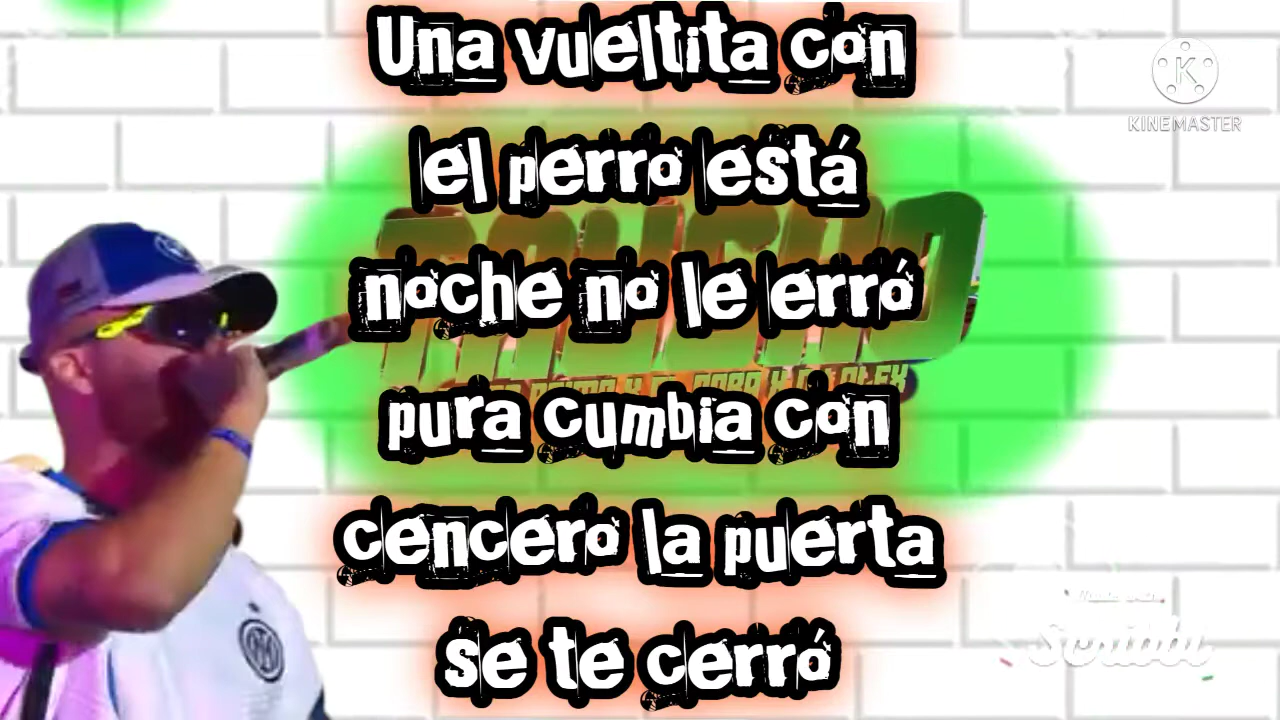 Una vueltita con
el perro está
noche no le erró
pura cumbia con
cencero la puerta
se te cerró
KINEMASTER